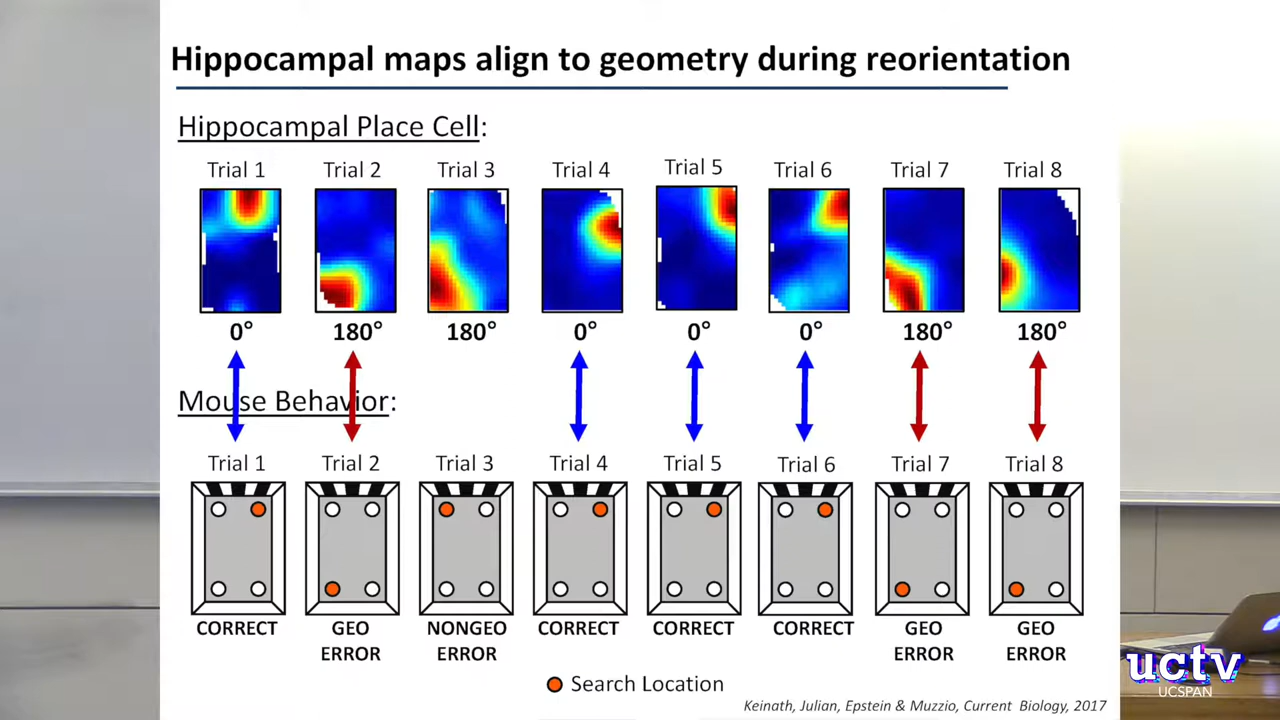 Hippocampal maps align to geometry during reorientation
Hippocampal Place Cell:
Trial 1 Trial 2 Trial 3 Trial 4 Trial 5 Trial 6 Trial 7 Trial 8
0° 180° 180° 0° 0° 0° 180° 180°
Mouse Behavior:
Trial 1 Trial 2 Trial 3 Trial 4 Trial 5 Trial 6 Trial 7 Trial 8
CORRECT GEO NONGEO CORRECT CORRECT CORRECT GEO GEO
ERROR ERROR ERROR ERROR
Search Location
Keinath, Julian, Epstein & Muzzio, Current Biology, 2017
uctv
UCSPAN